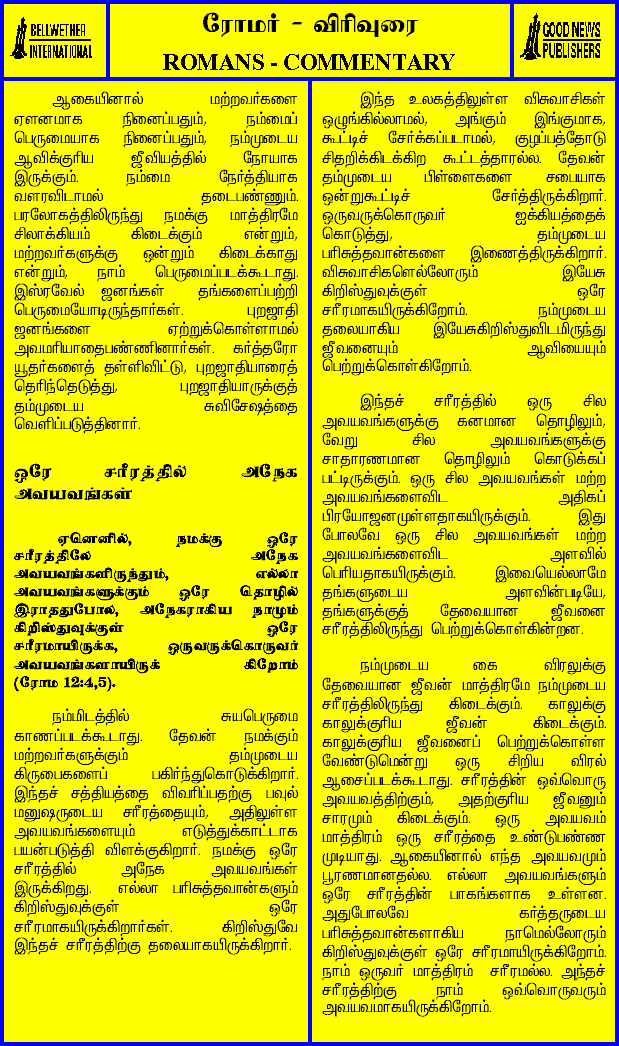 BELLWETHER
INTERNATIONAL
ரோமர் - விரிவுரை
ROMANS - COMMENTARY
GOOD NEWS
PUBLISHERS
ஆகையினால் மற்றவர்களை
ஏளனமாக நினைப்பதும், நம்மைப்
பெருமையாக நினைப்பதும், நம்முடைய
ஆவிக்குரிய ஜீவியத்தில் நோயாக
இருக்கும். நம்மை நேர்த்தியாக
வளரவிடாமல் தடைபண்ணும்.
பரலோகத்திலிருந்து நமக்கு மாத்திரமே
சிலாக்கியம் கிடைக்கும் என்றும்,
மற்றவர்களுக்கு ஒன்றும் கிடைக்காது
என்றும், நாம் பெருமைப்படக்கூடாது.
இஸ்ரவேல் ஜனங்கள் தங்களைப்பற்றி
பெருமையோடிருந்தார்கள். புறஜாதி
ஜனங்களை ஏற்றுக்கொள்ளாமல்
அவமரியாதைபண்ணினார்கள். கர்த்தரோ
யூதர்களைத் தள்ளிவிட்டு, புறஜாதியாரைத்
தெரிந்தெடுத்து, புறஜாதியாருக்குத்
தம்முடைய சுவிசேஷத்தை
வெளிப்படுத்தினார்.
ஒரே சரீரத்தில் அநேக
அவயவங்கள்
ஏனெனில், நமக்கு ஒரே
சரீரத்திலே அநேக
அவயவங்களிருந்தும், எல்லா
அவயவங்களுக்கும் ஒரே தொழில்
இராததுபோல, அநேகராகிய நாமும்
கிறிஸ்துவுக்குள் ஒரே
சரீரமாயிருக்க, ஒருவருக்கொருவர்
அவயவங்களாயிருக் கிறோம்
(ரோம 12:4,5).
நம்மிடத்தில் சுயபெருமை
காணப்படக்கூடாது. தேவன் நமக்கும்
மற்றவர்களுக்கும் தம்முடைய
கிருபைகளைப் பகிர்ந்துகொடுக்கிறார்.
இந்தச் சத்தியத்தை விவரிப்பதற்கு பவுல்
மனுஷருடைய சரீரத்தையும், அதிலுள்ள
அவயவங்களையும் எடுத்துக்காட்டாக
பயன்படுத்தி விளக்குகிறார். நமக்கு ஒரே
சரீரத்தில் அநேக அவயவங்கள்
இருக்கிறது. எல்லா பரிசுத்தவான்களும்
கிறிஸ்துவுக்குள் ஒரே
சரீரமாகயிருக்கிறார்கள். கிறிஸ்துவே
இந்தச் சரீரத்திற்கு தலையாகயிருக்கிறார்.
இந்த உலகத்திலுள்ள விசுவாசிகள்
ஒழுங்கில்லாமல், அங்கும் இங்குமாக,
கூட்டிச் சேர்க்கப்படாமல், குழப்பத்தோடு
சிதறிக்கிடக்கிற கூட்டத்தாரல்ல. தேவன்
தம்முடைய பிள்ளைகளை சபையாக
ஒன்றுகூட்டிச் சேர்த்திருக்கிறார்.
ஒருவருக்கொருவர் ஐக்கியத்தைக்
கொடுத்து, தம்முடைய
பரிசுத்தவான்களை இணைத்திருக்கிறார்.
விசுவாசிகளெல்லோரும் இயேசு
கிறிஸ்துவுக்குள் ஒரே
சரீரமாகயிருக்கிறோம். நம்முடைய
தலையாகிய இயேசுகிறிஸ்துவிடமிருந்து
ஜீவனையும் ஆவியையும்
பெற்றுக்கொள்கிறோம்.
இந்தச் சரீரத்தில் ஒரு சில
அவயவங்களுக்கு கனமான தொழிலும்,
வேறு சில அவயவங்களுக்கு
சாதாரணமான தொழிலும் கொடுக்கப்
பட்டிருக்கும். ஒரு சில அவயவங்கள் மற்ற
அவயவங்களைவிட அதிகப்
பிரயோஜனமுள்ளதாகயிருக்கும். இது
போலவே ஒரு சில அவயவங்கள் மற்ற
அவயவங்களைவிட அளவில்
பெரியதாகயிருக்கும். இவையெல்லாமே
தங்களுடைய அளவின்படியே,
தங்களுக்குத் தேவையான ஜீவனை
சரீரத்திலிருந்து பெற்றுக்கொள்கின்றன.
நம்முடைய கை விரலுக்கு
தேவையான ஜீவன் மாத்திரமே நம்முடைய
சரீரத்திலிருந்து கிடைக்கும். காலுக்கு
காலுக்குரிய ஜீவன் கிடைக்கும்.
காலுக்குரிய ஜீவனைப் பெற்றுக்கொள்ள
வேண்டுமென்று ஒரு சிறிய விரல்
ஆசைப்படக்கூடாது. சரீரத்தின் ஒவ்வொரு
அவயவத்திற்கும், அதற்குரிய ஜீவனும்
சாரமும் கிடைக்கும். ஒரு அவயவம்
மாத்திரம் ஒரு சரீரத்தை உண்டுபண்ண
முடியாது. ஆகையினால் எந்த அவயவமும்
பூரணமானதல்ல. எல்லா அவயவங்களும்
ஒரே சரீரத்தின் பாகங்களாக உள்ளன.
அதுபோலவே கர்த்தருடைய
பரிசுத்தவான்களாகிய நாமெல்லோரும்
கிறிஸ்துவுக்குள் ஒரே சரீரமாயிருக்கிறோம்.
நாம் ஒருவர் மாத்திரம் சரீரமல்ல. அந்தச்
சரீரத்திற்கு நாம் ஒவ்வொருவரும்
அவயவமாகயிருக்கிறோம்.